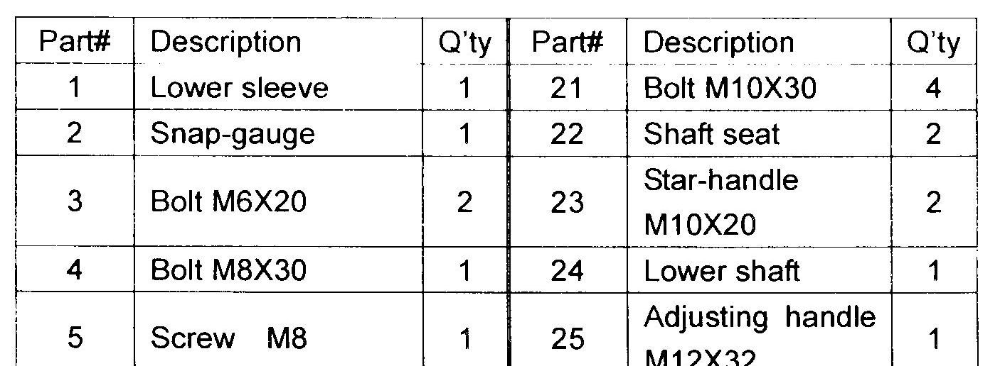 Part# Description Q'ty Part# Description Q'ty
1 Lower sleeve 1 21 Bolt M10X30 4
2 Snap-gauge 1 22 Shaft seat 2
3 Bolt M6X20 2 23 Star-handle M10X20 2
4 Bolt M8X30 1 24 Lower shaft 1
5 Screw M8 1 25 Adjusting handle M12X32 1